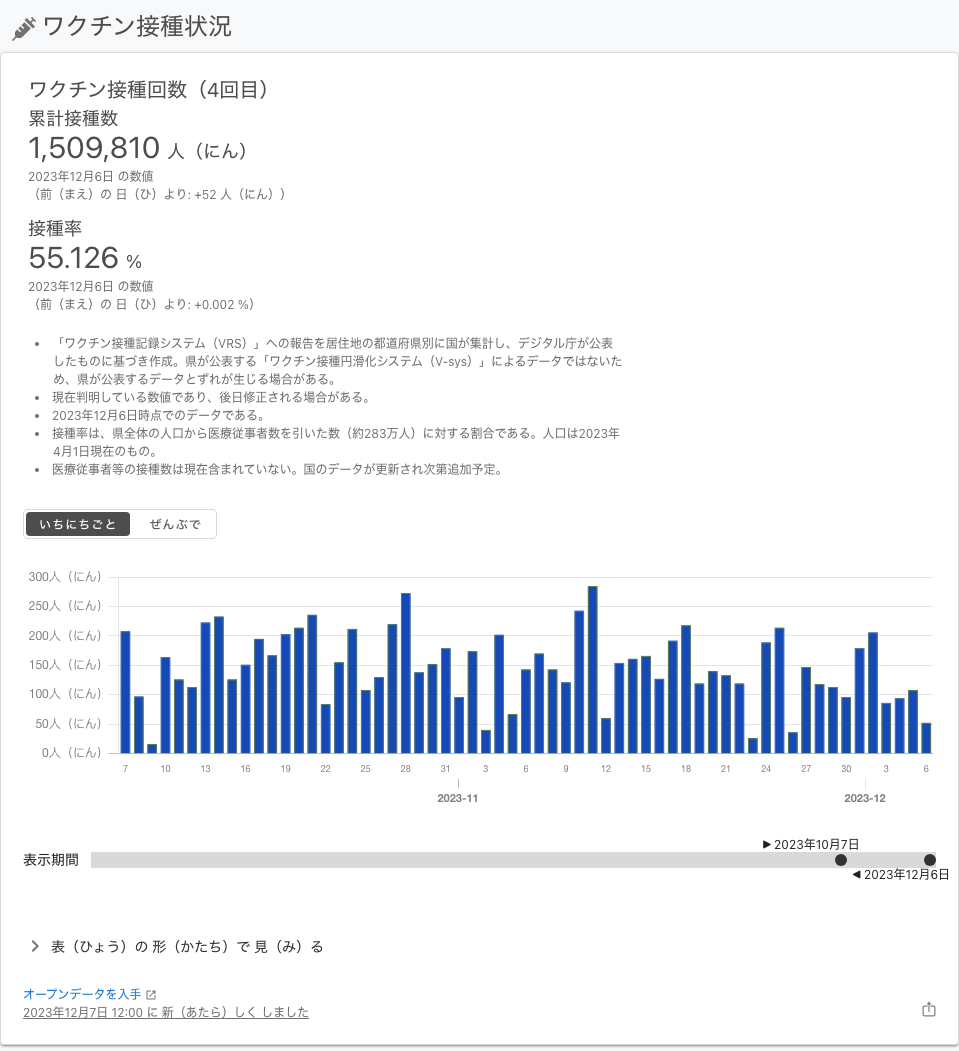 ワクチン接種状況
ワクチン接種回数（4回目）
累計接種数
1,509,810 人（にん）
2023年12月6日 の数値
（前（まえ）の 日（ひ）より: +52 人（にん））
接種率
55.126 %
2023年12月6日 の数値
（前（まえ）の 日（ひ）より: +0.002 %）
• 「ワクチン接種記録システム（VRS）」への報告を居住地の都道府県別に国が集計し、デジタル庁が公表
したものに基づき作成。県が公表する「ワクチン接種円滑化システム（V-sys）」によるデータではないた
め、県が公表するデータとずれが生じる場合がある。
• 現在判明している数値であり、後日修正される場合がある。
• 2023年12月6日時点でのデータである。
• 接種率は、県全体の人口から医療従事者数を引いた数（約283万人）に対する割合である。人口は2023年
4月1日現在のもの。
• 医療従事者等の接種数は現在含まれていない。国のデータが更新され次第追加予定。
いちにちごと ぜんぶで
300人（にん）
250人（にん）
200人（にん）
150人（にん）
100人（にん）
50人（にん）
0人（にん）
7 10 13 16 19 22 25 28 31 3 6 9 12 15 18 21 24 27 30 3 6
2023-11 2023-12
▶ 2023年10月7日
表示期間
◀ 2023年12月6日
表（ひょう）の 形（かたち）で 見（み）る
オープンデータを入手
2023年12月7日 12:00 に 新（あたら）しく しました